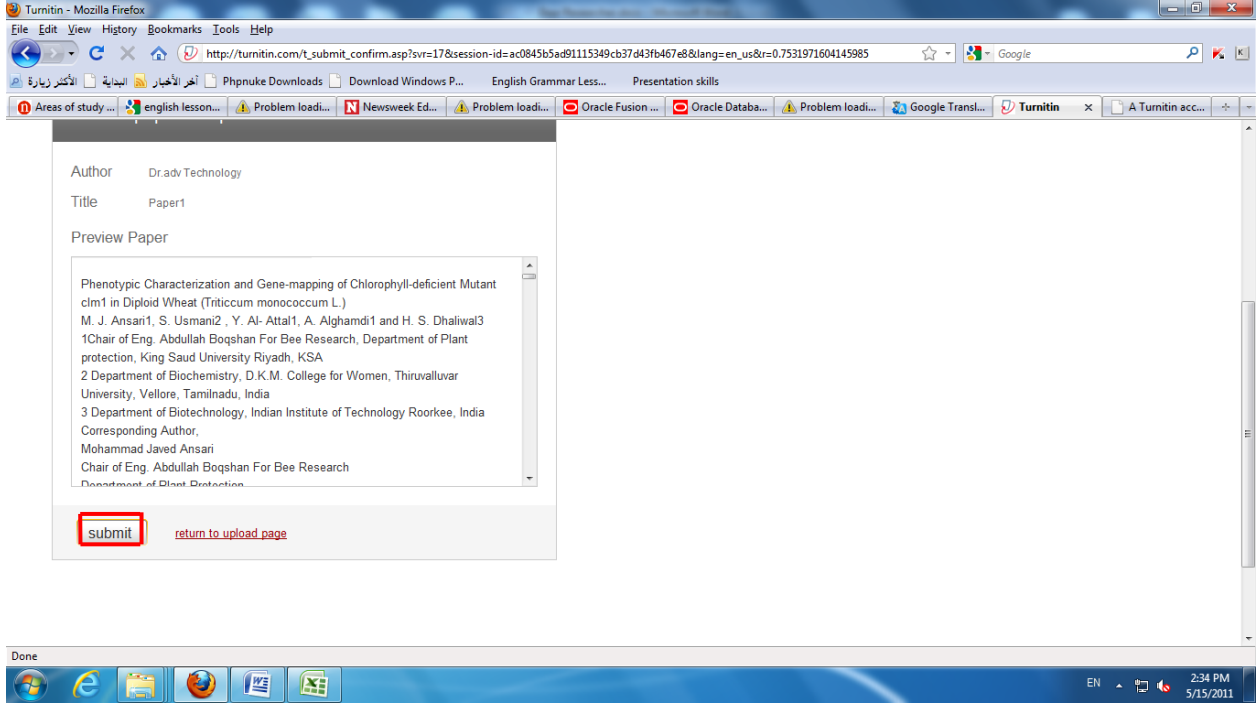 Turnitin - Mozilla Firefox
File Edit View History Bookmarks Tools Help
http://turnitin.com/t_submit_confirm.asp?svr=17&session-id=ac0845b5ad91115349cb37d43fb467e8&lang=en_us&r=0.7531971604145985
Google
الأكثر زيارة البداية آخر الأخبار Phpnuke Downloads Download Windows P... English Grammar Less... Presentation skills
Areas of study ... english lesson... Problem loadi... Newsweek Ed... Problem loadi... Oracle Fusion ... Oracle Databa... Problem loadi... Google Transl... Turnitin A Turnitin acc...
Author Dr.adv Technology
Title Paper1
Preview Paper
Phenotypic Characterization and Gene-mapping of Chlorophyll-deficient Mutant
clm1 in Diploid Wheat (Triticcum monococcum L.)
M. J. Ansari1, S. Usmani2 , Y. Al- Attal1, A. Alghamdi1 and H. S. Dhaliwal3
1Chair of Eng. Abdullah Boqshan For Bee Research, Department of Plant
protection, King Saud University Riyadh, KSA
2 Department of Biochemistry, D.K.M. College for Women, Thiruvalluvar
University, Vellore, Tamilnadu, India
3 Department of Biotechnology, Indian Institute of Technology Roorkee, India
Corresponding Author,
Mohammad Javed Ansari
Chair of Eng. Abdullah Boqshan For Bee Research
Department of Plant Protection
submit return to upload page
Done
EN
2:34 PM
5/15/2011